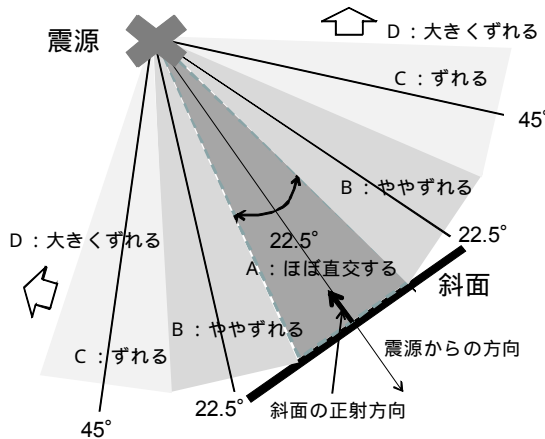 震源
D：大きくずれる
C：ずれる
45°
B：ややずれる
22.5°
22.5°
D：大きくずれる
A：ほぼ直交する
斜面
B：ややずれる
震源からの方向
C：ずれる
22.5°
斜面の正射方向
45°